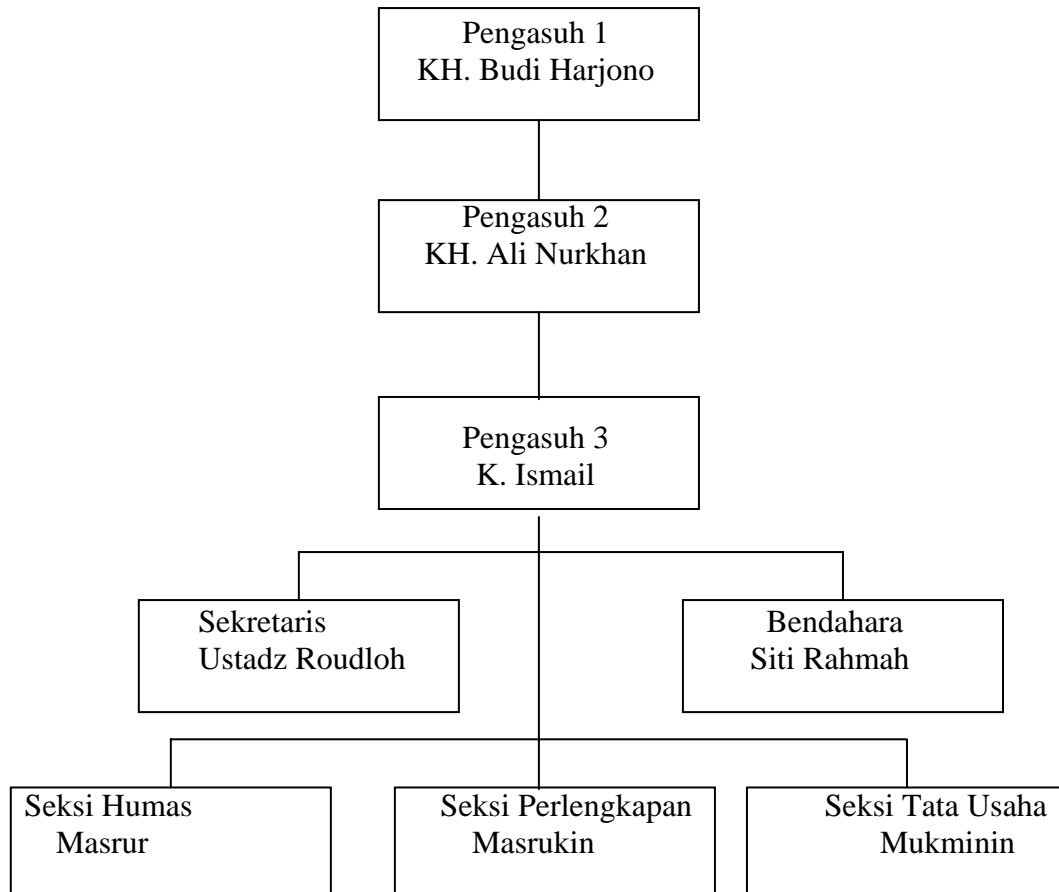 Pengasuh 1
KH. Budi Harjono
Pengasuh 2
KH. Ali Nurkhan
Pengasuh 3
K. Ismail
Sekretaris
Ustadz Roudloh
Bendahara
Siti Rahmah
Seksi Humas
Masrur
Seksi Perlengkapan
Masrukin
Seksi Tata Usaha
Mukminin